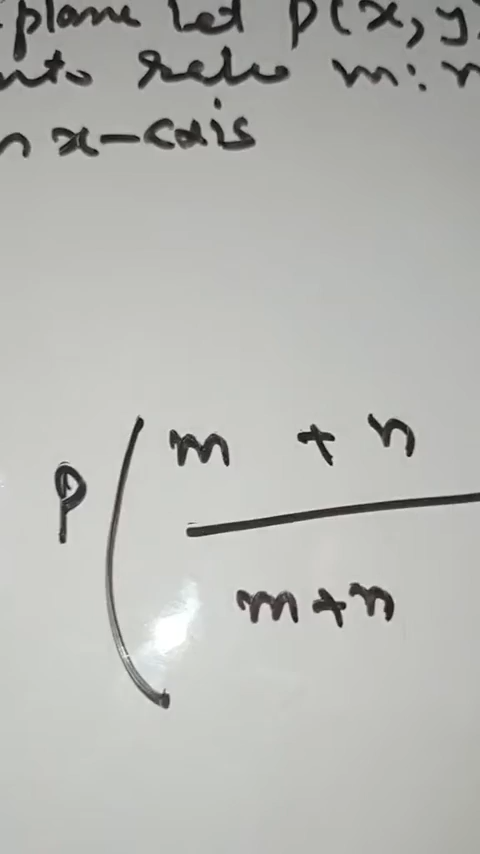 plane Let P(x, y)
into ratio m:n
n x-axis
P ( m + n
m+n